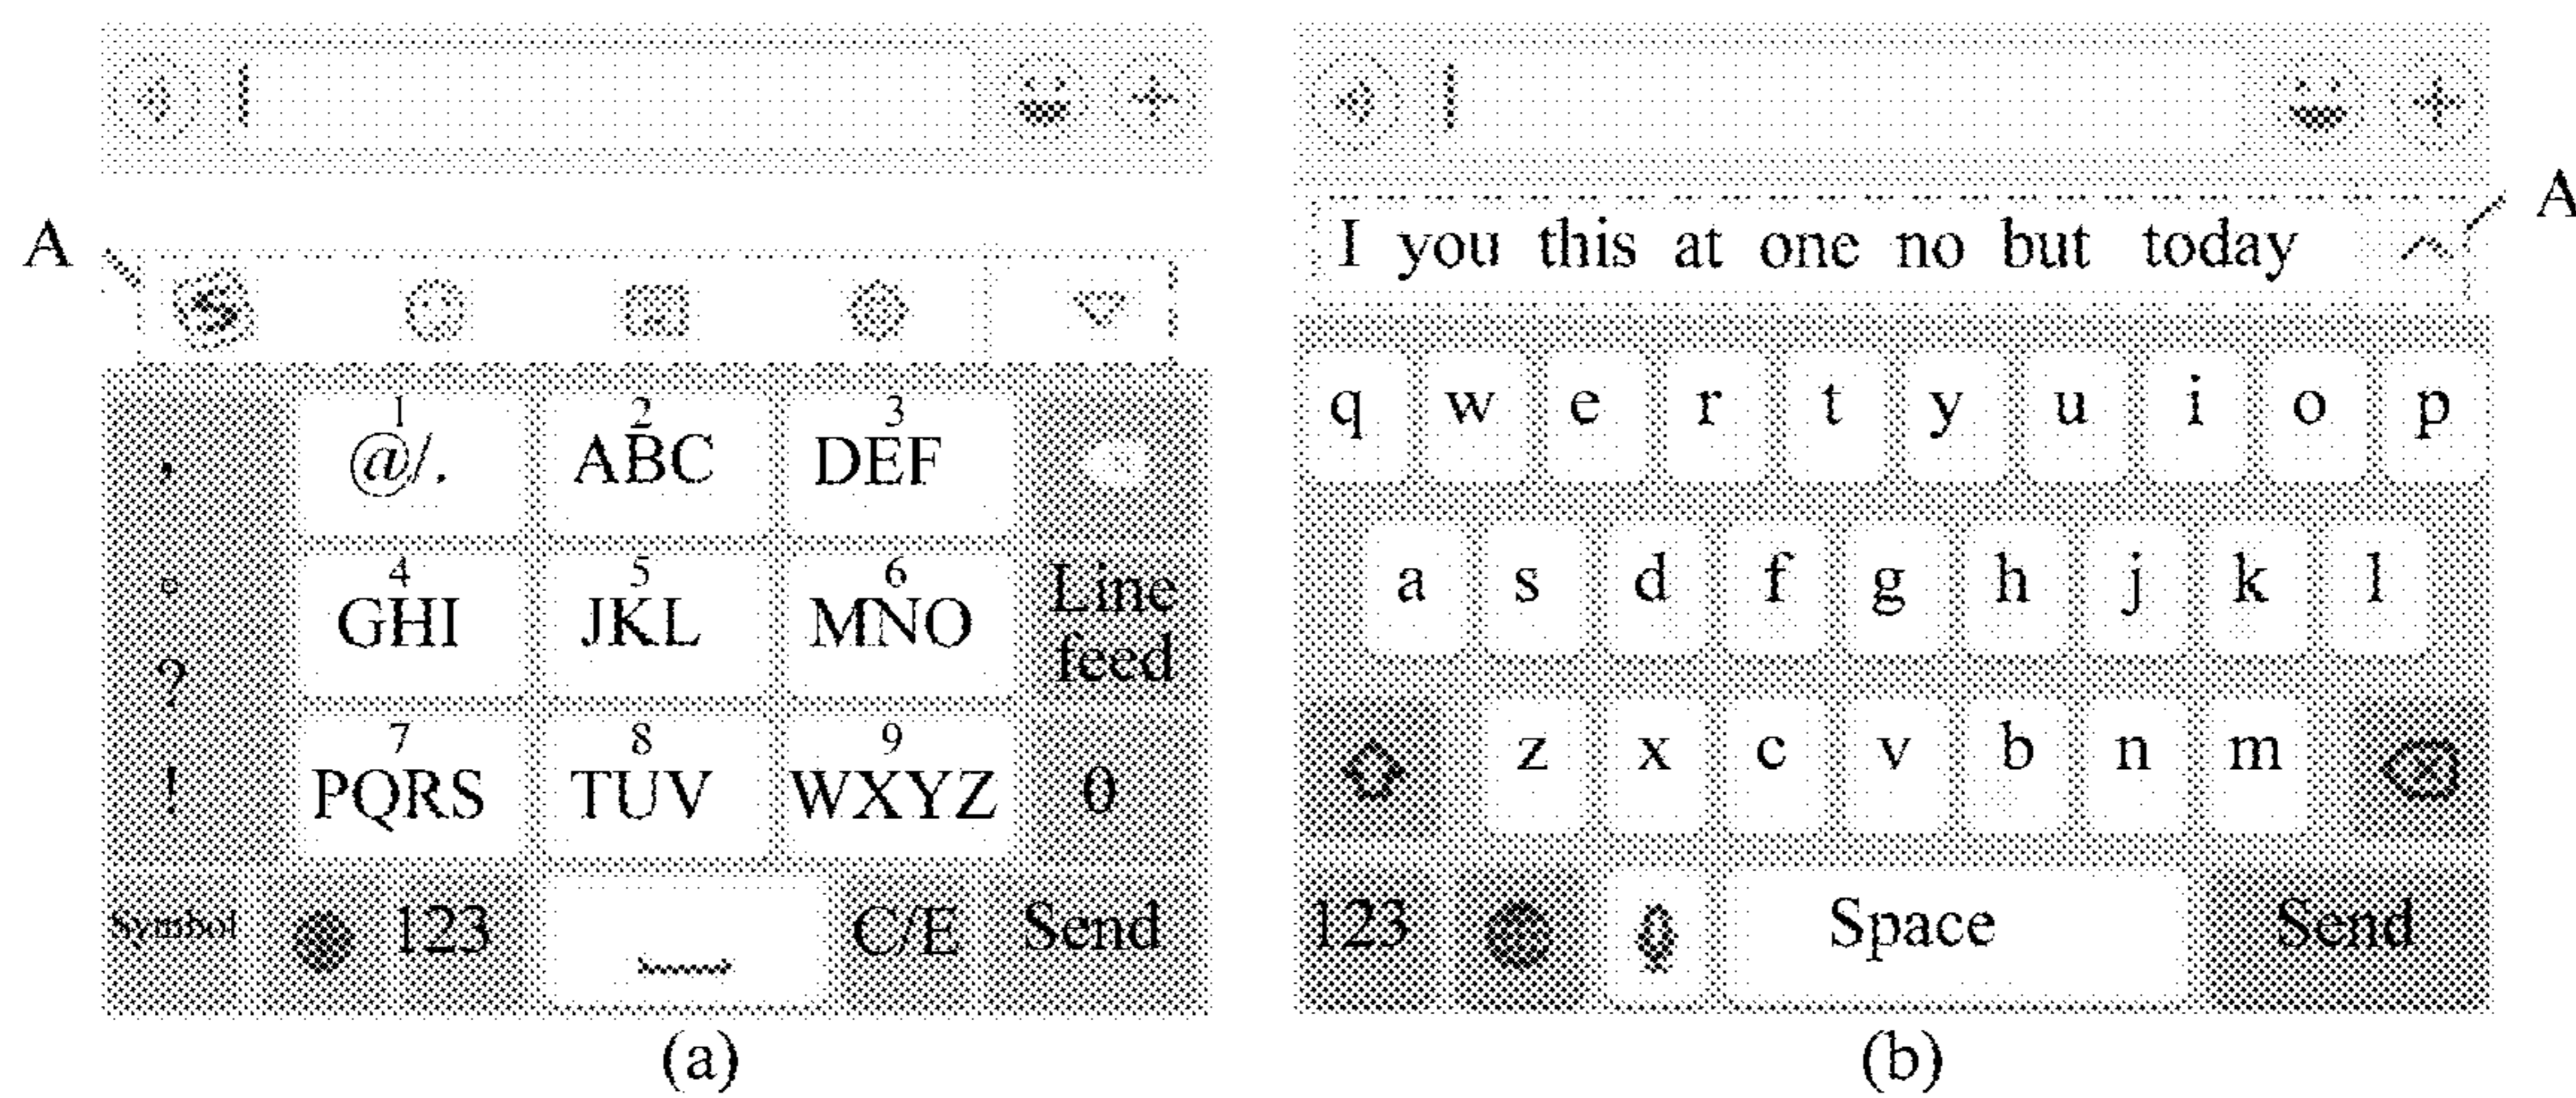 A
1 2 3
, @/. ABC DEF
4 5 6
。 GHI JKL MNO Line feed
?
7 8 9
! PQRS TUV WXYZ 0
Symbol 123 C/E Send
(a)
A
I you this at one no but today
q w e r t y u i o p
a s d f g h j k l
z x c v b n m
123 Space Send
(b)